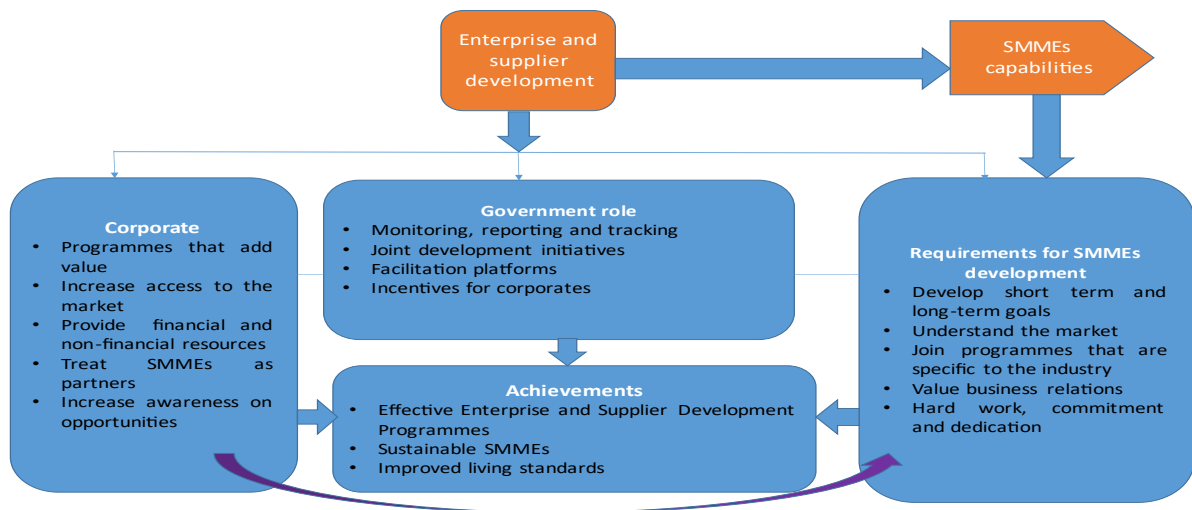 Enterprise and
supplier
development
SMMEs
capabilities
Corporate
• Programmes that add
value
• Increase access to the
market
• Provide financial and
non-financial resources
• Treat SMMEs as
partners
• Increase awareness on
opportunities
Government role
• Monitoring, reporting and tracking
• Joint development initiatives
• Facilitation platforms
• Incentives for corporates
Requirements for SMMEs
development
• Develop short term and
long-term goals
• Understand the market
• Join programmes that are
specific to the industry
• Value business relations
• Hard work, commitment
and dedication
Achievements
• Effective Enterprise and Supplier Development
Programmes
• Sustainable SMMEs
• Improved living standards